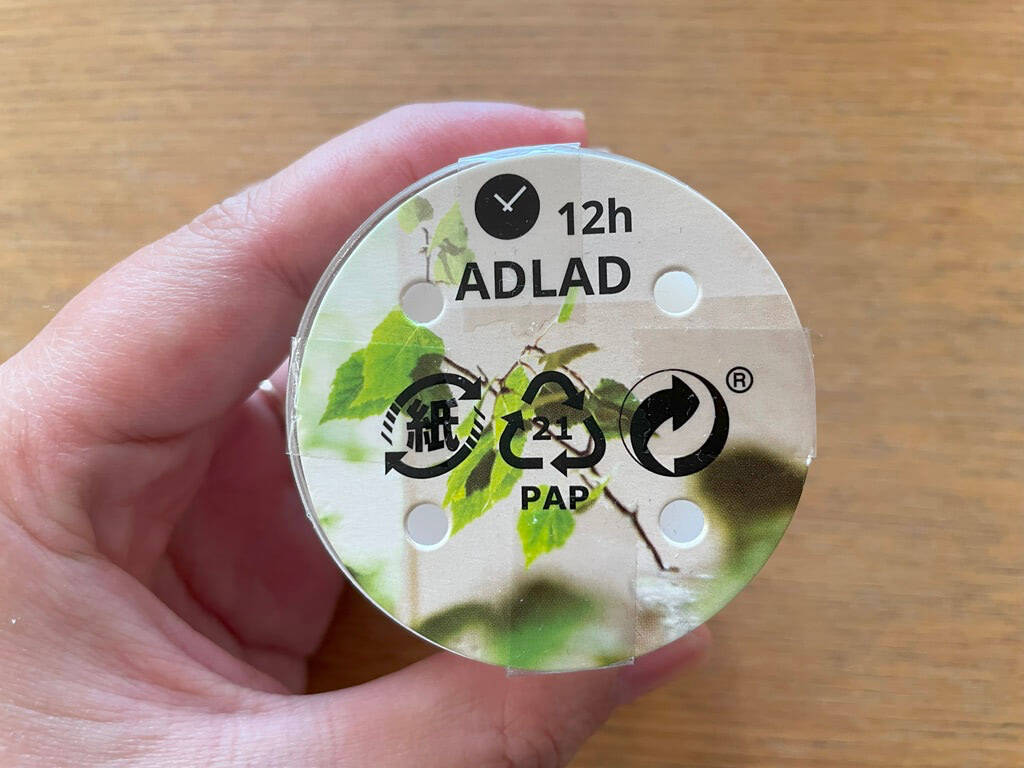 12h
ADLAD
紙 21 ®
PAP